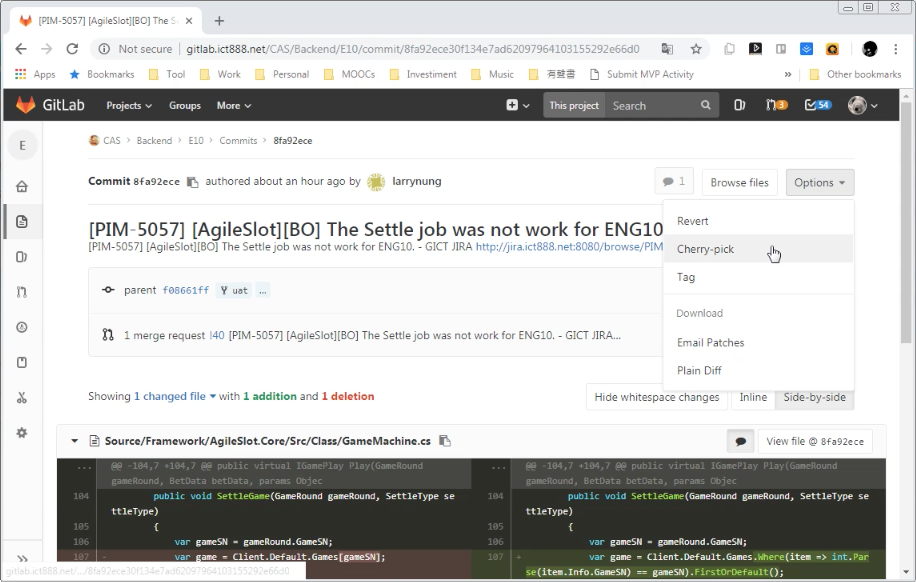 [PIM-5057] [AgileSlot][BO] The Se
Not secure | gitlab.ict888.net/CAS/Backend/E10/commit/8fa92ece30f134e7ad62097964103155292e66d0
Apps Bookmarks Tool Work Personal MOOCs Investiment Music 有聲書 Submit MVP Activity » Other bookmarks
GitLab Projects Groups More This project Search 3 54
E CAS > Backend > E10 > Commits > 8fa92ece
Commit 8fa92ece authored about an hour ago by larrynung 1 Browse files Options
[PIM-5057] [AgileSlot][BO] The Settle job was not work for ENG10
[PIM-5057] [AgileSlot][BO] The Settle job was not work for ENG10. - GICT JIRA http://jira.ict888.net:8080/browse/PIM
Revert
Cherry-pick
Tag
Download
Email Patches
Plain Diff
parent f08661ff uat ...
1 merge request !40 [PIM-5057] [AgileSlot][BO] The Settle job was not work for ENG10. - GICT JIRA...
Showing 1 changed file with 1 addition and 1 deletion Hide whitespace changes Inline Side-by-side
Source/Framework/AgileSlot.Core/Src/Class/GameMachine.cs View file @ 8fa92ece
... @@ -104,7 +104,7 @@ public virtual IGamePlay Play(GameRound
gameRound, BetData betData, params Objec
104 public void SettleGame(GameRound gameRound, SettleType se
ttleType)
105 {
106 var gameSN = gameRound.GameSN;
107 - var game = Client.Default.Games[gameSN];
... @@ -104,7 +104,7 @@ public virtual IGamePlay Play(GameRound
gameRound, BetData betData, params Objec
104 public void SettleGame(GameRound gameRound, SettleType se
ttleType)
105 {
106 var gameSN = gameRound.GameSN;
107 + var game = Client.Default.Games.Where(item => int.Par
se(item.Info.GameSN) == gameSN).FirstOrDefault();
gitlab.ict888.net/.../8fa92ece30f134e7ad62097964103155292e66d0